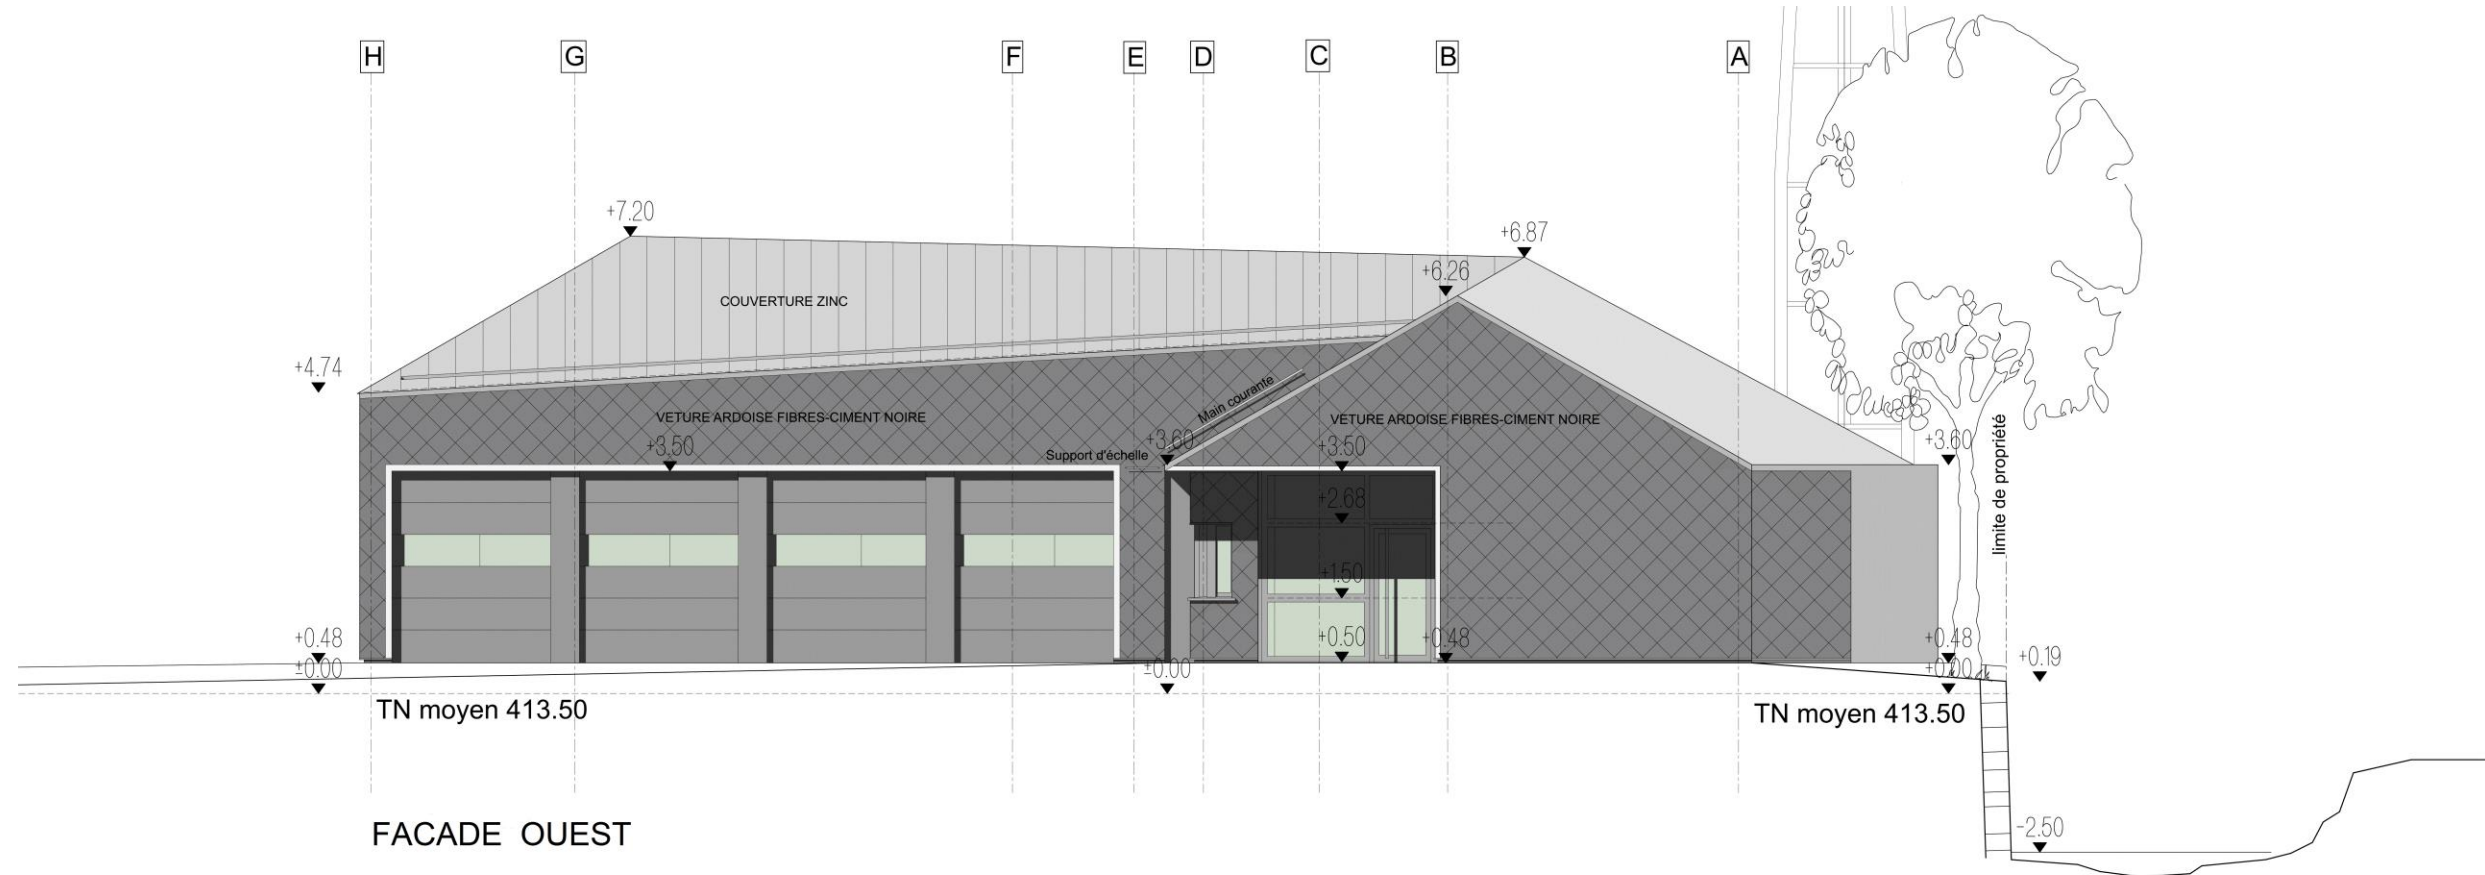 H G F E D C B A
+7.20
+6.87
+6.26
COUVERTURE ZINC
+4.74
Main courante
VETURE ARDOISE FIBRES-CIMENT NOIRE
VETURE ARDOISE FIBRES-CIMENT NOIRE
+3.50
Support d'échelle
+3.60
+3.50
+3.60
limite de propriété
+2.68
+1.50
+0.48
+0.50
+0.48
+0.48
±0.00
±0.00
+0.00
+0.19
TN moyen 413.50
TN moyen 413.50
FACADE OUEST
-2.50